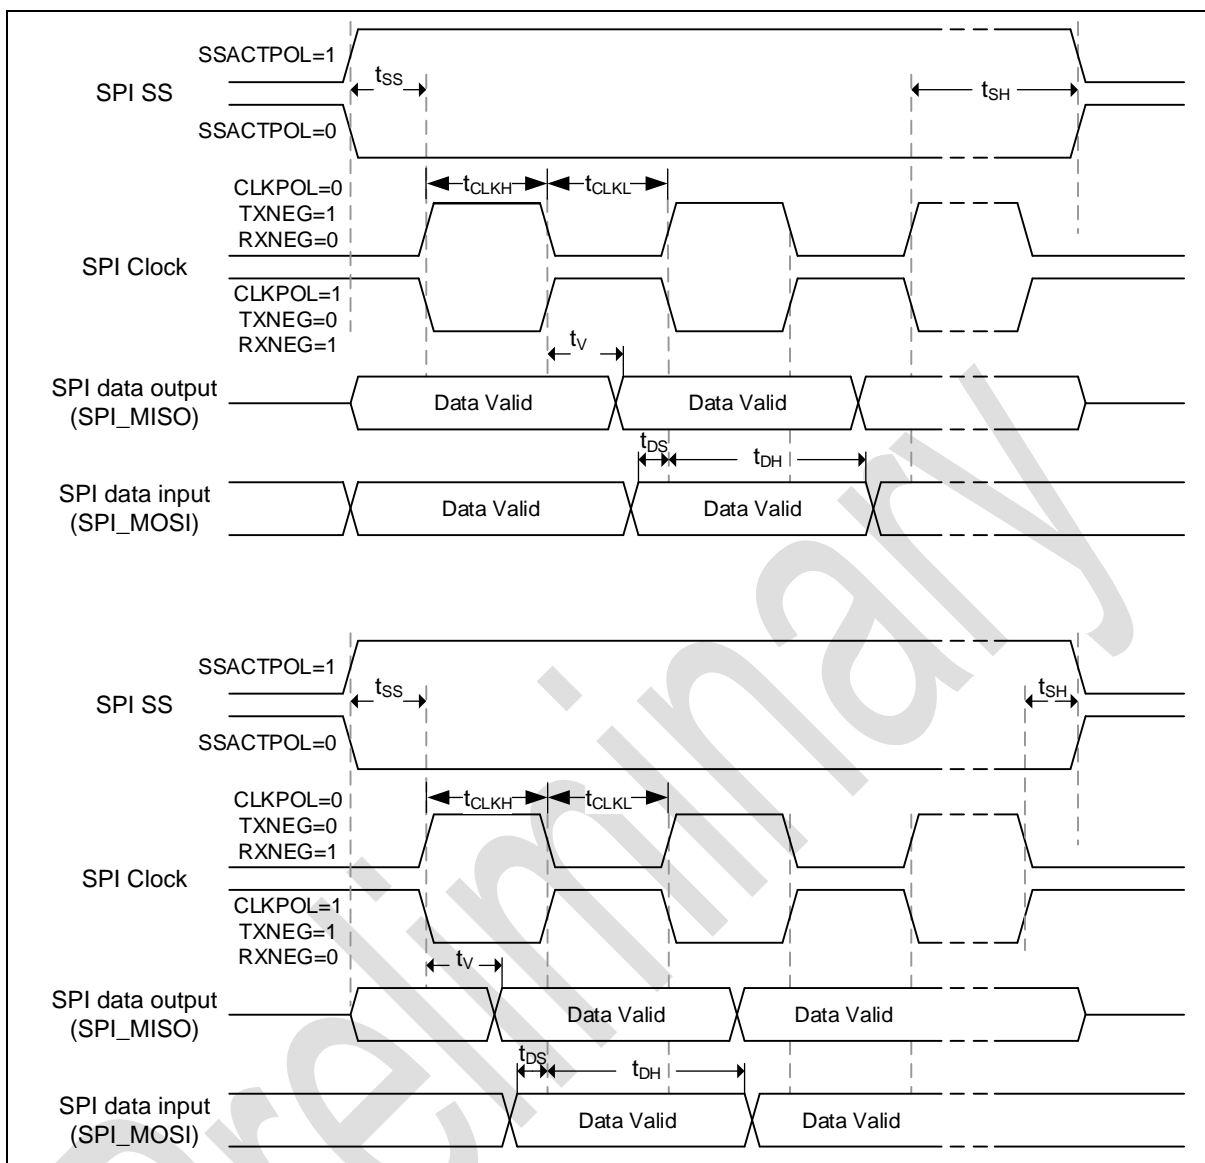 SSACTPOL=1
tSS
SPI SS
tSH
SSACTPOL=0
CLKPOL=0
tCLKH
tCLKL
TXNEG=1
RXNEG=0
SPI Clock
CLKPOL=1
TXNEG=0
RXNEG=1
tV
SPI data output
(SPI_MISO)
Data Valid
Data Valid
tDS
tDH
SPI data input
(SPI_MOSI)
Data Valid
Data Valid
SSACTPOL=1
tSS
tSH
SPI SS
SSACTPOL=0
CLKPOL=0
tCLKH
tCLKL
TXNEG=0
RXNEG=1
SPI Clock
CLKPOL=1
TXNEG=1
RXNEG=0
tV
SPI data output
(SPI_MISO)
Data Valid
Data Valid
tDS
tDH
SPI data input
(SPI_MOSI)
Data Valid
Data Valid
Preliminary